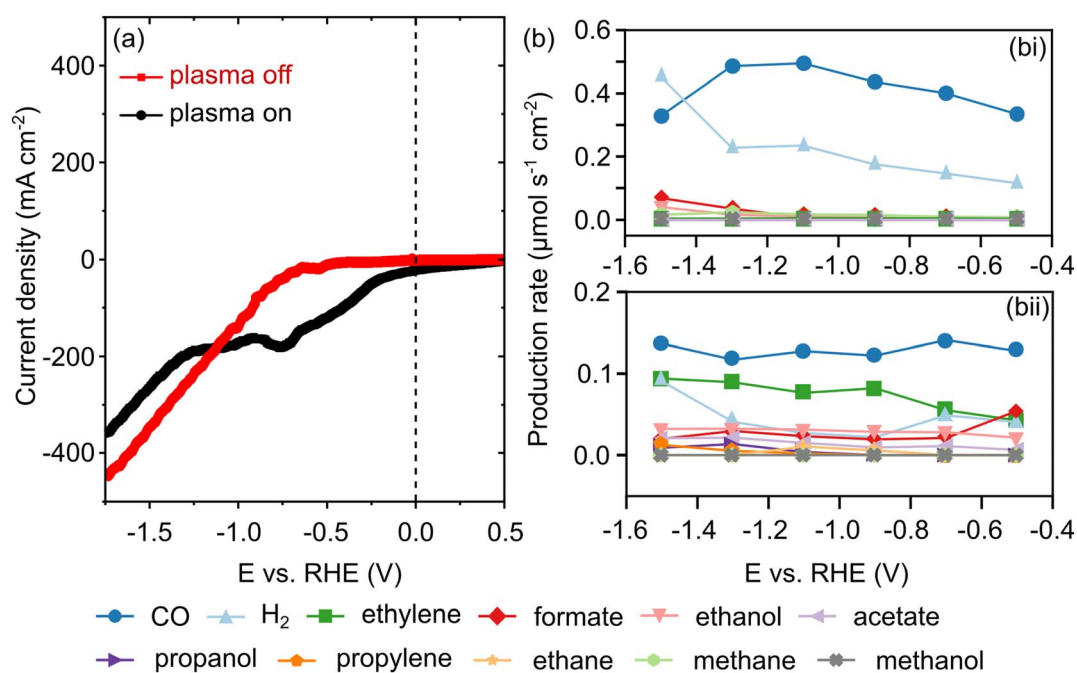 (a)
plasma off
plasma on
400
200
0
-200
-400
Current density (mA cm⁻²)
-1.5
-1.0
-0.5
0.0
0.5
E vs. RHE (V)
(b)
(bi)
0.6
0.4
0.2
0.0
-1.6
-1.4
-1.2
-1.0
-0.8
-0.6
-0.4
Production rate (μmol s⁻¹ cm⁻²)
(bii)
0.2
0.1
0.0
-1.6
-1.4
-1.2
-1.0
-0.8
-0.6
-0.4
E vs. RHE (V)
CO
H₂
ethylene
formate
ethanol
acetate
propanol
propylene
ethane
methane
methanol